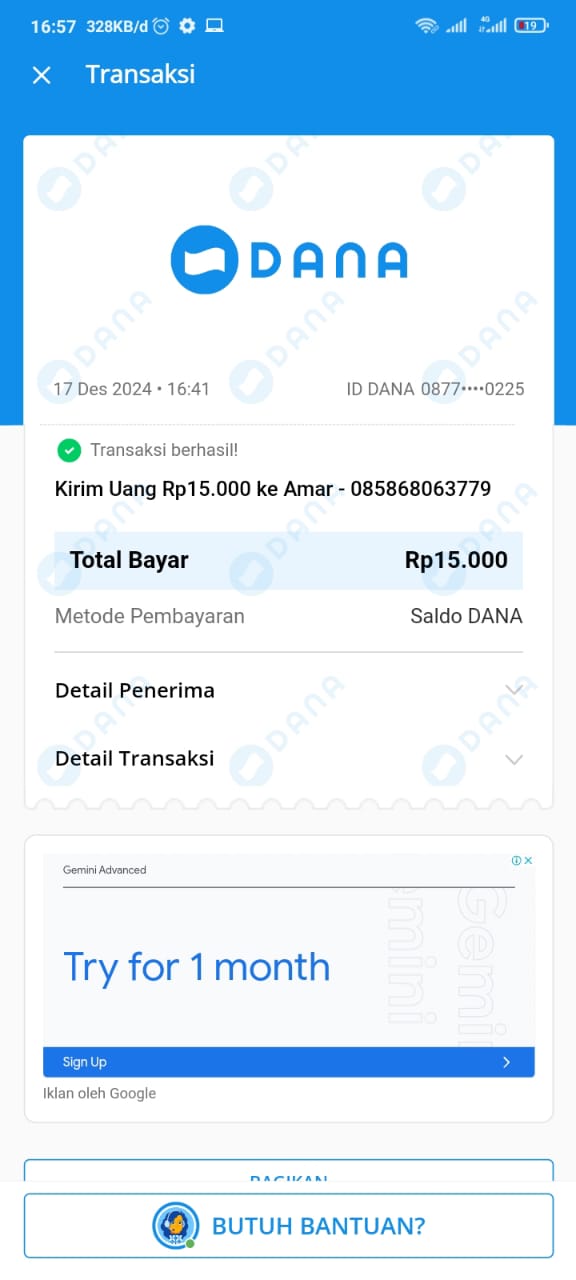 16:57 328KB/d 4G 19
Transaksi
DANA
17 Des 2024 • 16:41 ID DANA 0877••••0225
Transaksi berhasil!
Kirim Uang Rp15.000 ke Amar - 085868063779
Total Bayar Rp15.000
Metode Pembayaran Saldo DANA
Detail Penerima
Detail Transaksi
Gemini Advanced
Try for 1 month
Gemini
Sign Up
Iklan oleh Google
BAGIKAN
BUTUH BANTUAN?